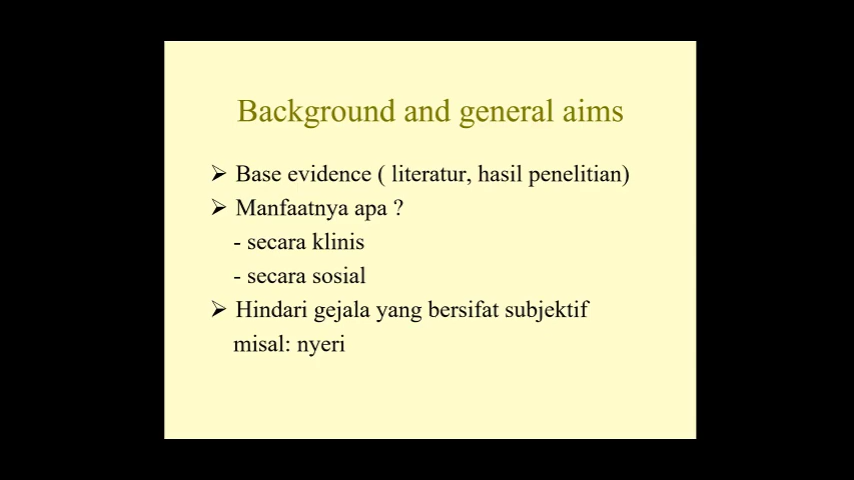 Background and general aims
➢ Base evidence ( literatur, hasil penelitian)
➢ Manfaatnya apa ?
- secara klinis
- secara sosial
➢ Hindari gejala yang bersifat subjektif
misal: nyeri